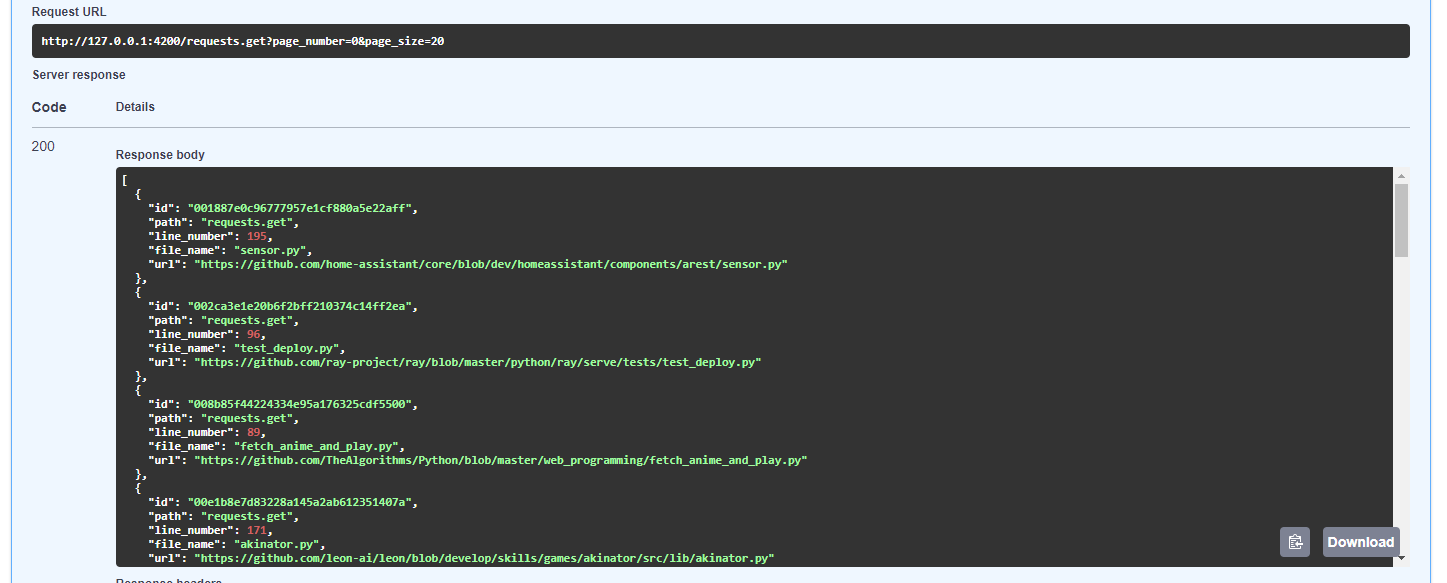 Request URL
http://127.0.0.1:4200/requests.get?page_number=0&page_size=20
Server response
Code Details
200
Response body
[
{
"id": "001887e0c96777957e1cf880a5e22aff",
"path": "requests.get",
"line_number": 195,
"file_name": "sensor.py",
"url": "https://github.com/home-assistant/core/blob/dev/homeassistant/components/arest/sensor.py"
},
{
"id": "002ca3e1e20b6f2bff210374c14ff2ea",
"path": "requests.get",
"line_number": 96,
"file_name": "test_deploy.py",
"url": "https://github.com/ray-project/ray/blob/master/python/ray/serve/tests/test_deploy.py"
},
{
"id": "008b85f44224334e95a176325cdf5500",
"path": "requests.get",
"line_number": 89,
"file_name": "fetch_anime_and_play.py",
"url": "https://github.com/TheAlgorithms/Python/blob/master/web_programming/fetch_anime_and_play.py"
},
{
"id": "00e1b8e7d83228a145a2ab612351407a",
"path": "requests.get",
"line_number": 171,
"file_name": "akinator.py",
"url": "https://github.com/leon-ai/leon/blob/develop/skills/games/akinator/src/lib/akinator.py"
Download
Response headers